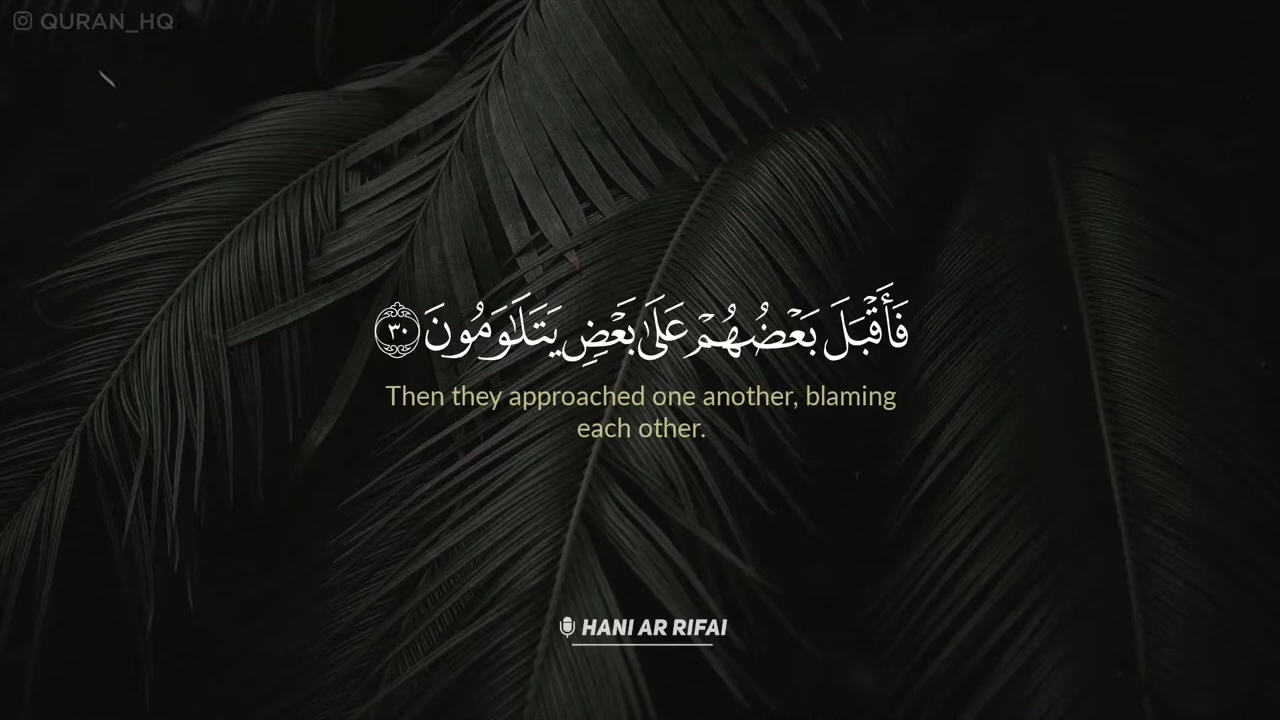 QURAN_HQ
فَأَقْبَلَ بَعْضُهُمْ عَلَىٰ بَعْضٍ يَتَلَـٰوَمُونَ ٣٠
Then they approached one another, blaming
each other.
HANI AR RIFAI